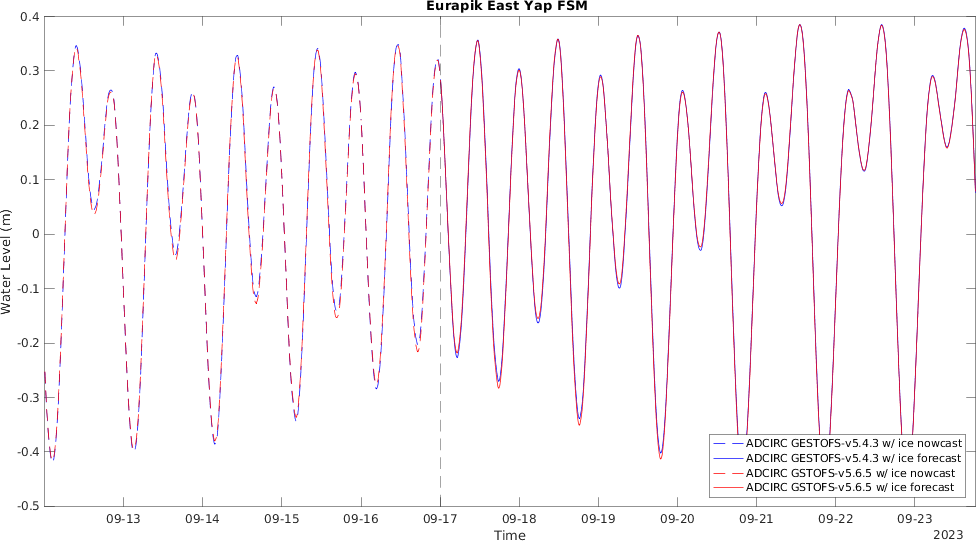 Eurapik East Yap FSM
0.4
0.3
0.2
0.1
0
-0.1
-0.2
-0.3
-0.4
-0.5
Water Level (m)
ADCIRC GESTOFS-v5.4.3 w/ ice nowcast
ADCIRC GESTOFS-v5.4.3 w/ ice forecast
ADCIRC GSTOFS-v5.6.5 w/ ice nowcast
ADCIRC GSTOFS-v5.6.5 w/ ice forecast
09-13 09-14 09-15 09-16 09-17 09-18 09-19 09-20 09-21 09-22 09-23
Time
2023